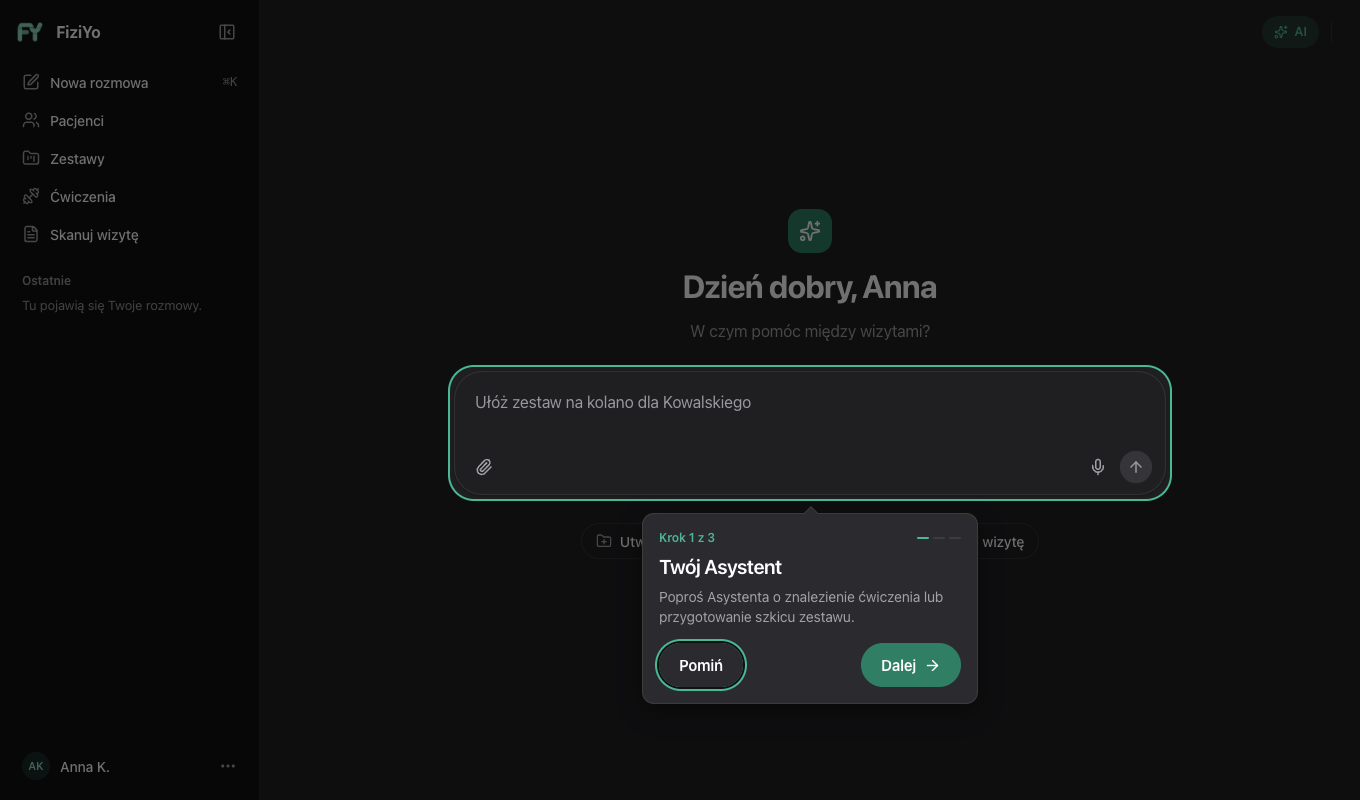 FY FiziYo
AI
Nowa rozmowa ⌘K
Pacjenci
Zestawy
Ćwiczenia
Skanuj wizytę
Ostatnie
Tu pojawią się Twoje rozmowy.
Dzień dobry, Anna
W czym pomóc między wizytami?
Ułóż zestaw na kolano dla Kowalskiego
wizytę
Krok 1 z 3
Twój Asystent
Poproś Asystenta o znalezienie ćwiczenia lub
przygotowanie szkicu zestawu.
Pomiń Dalej
AK Anna K.